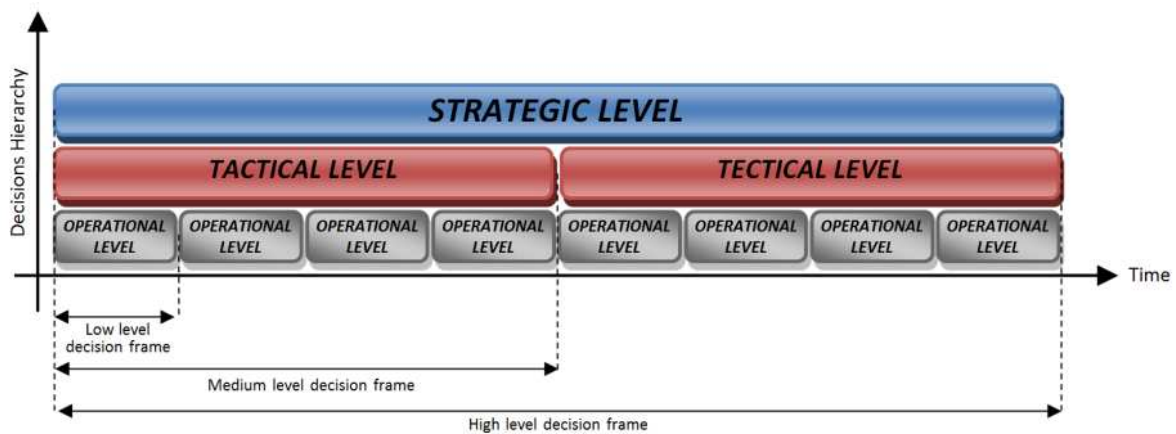 Decisions Hierarchy
STRATEGIC LEVEL
TACTICAL LEVEL
TECTICAL LEVEL
OPERATIONAL
LEVEL
OPERATIONAL
LEVEL
OPERATIONAL
LEVEL
OPERATIONAL
LEVEL
OPERATIONAL
LEVEL
OPERATIONAL
LEVEL
OPERATIONAL
LEVEL
OPERATIONAL
LEVEL
Time
Low level
decision frame
Medium level decision frame
High level decision frame